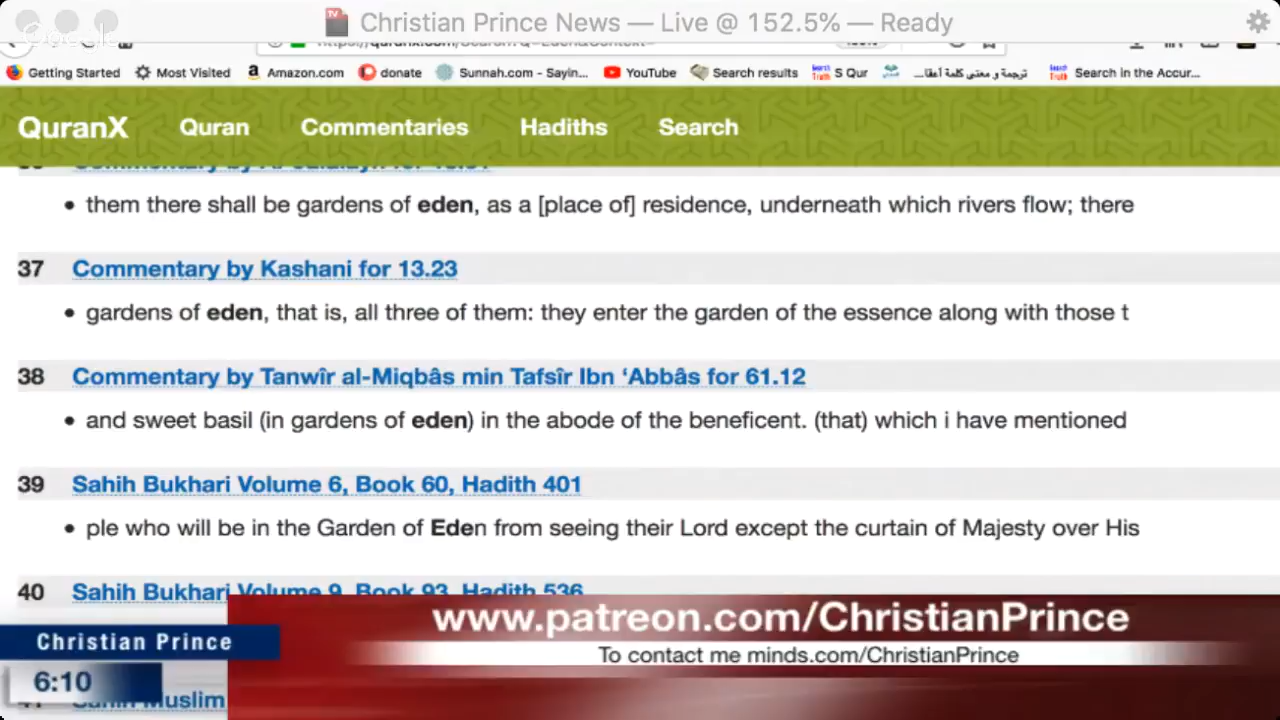 Christian Prince News — Live @ 152.5% — Ready
Google
Getting Started Most Visited Amazon.com donate Sunnah.com - Sayin... YouTube Search results S Qur ترجمة و معنى كلمة أعقا... Search in the Accur...
QuranX Quran Commentaries Hadiths Search
them there shall be gardens of eden, as a [place of] residence, underneath which rivers flow; there
37 Commentary by Kashani for 13.23
gardens of eden, that is, all three of them: they enter the garden of the essence along with those t
38 Commentary by Tanwîr al-Miqbâs min Tafsîr Ibn ‘Abbâs for 61.12
and sweet basil (in gardens of eden) in the abode of the beneficent. (that) which i have mentioned
39 Sahih Bukhari Volume 6, Book 60, Hadith 401
ple who will be in the Garden of Eden from seeing their Lord except the curtain of Majesty over His
40 Sahih Bukhari Volume 9, Book 93, Hadith 536
www.patreon.com/ChristianPrince
Christian Prince
To contact me minds.com/ChristianPrince
6:10
Sahih Muslim